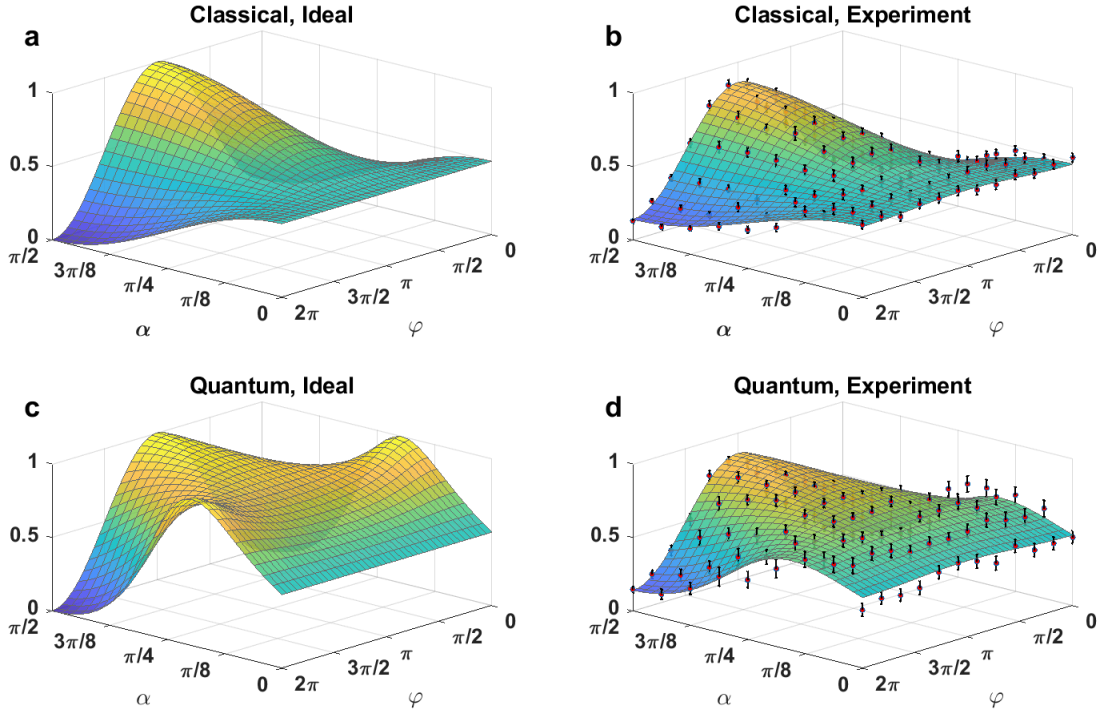 Classical, Ideal
a
1
0.5
0
π/2
3π/8
π/4
π/8
0
2π
3π/2
π
π/2
0
α
φ
Classical, Experiment
b
1
0.5
0
π/2
3π/8
π/4
π/8
0
2π
3π/2
π
π/2
0
α
φ
Quantum, Ideal
c
1
0.5
0
π/2
3π/8
π/4
π/8
0
2π
3π/2
π
π/2
0
α
φ
Quantum, Experiment
d
1
0.5
0
π/2
3π/8
π/4
π/8
0
2π
3π/2
π
π/2
0
α
φ